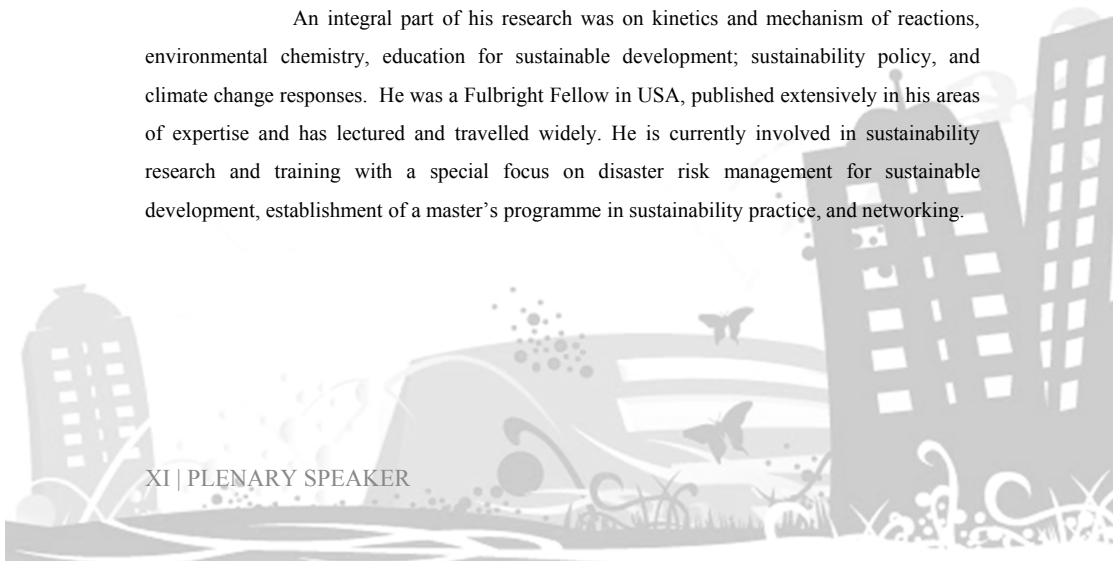 An integral part of his research was on kinetics and mechanism of reactions,
environmental chemistry, education for sustainable development; sustainability policy, and
climate change responses. He was a Fulbright Fellow in USA, published extensively in his areas
of expertise and has lectured and travelled widely. He is currently involved in sustainability
research and training with a special focus on disaster risk management for sustainable
development, establishment of a master’s programme in sustainability practice, and networking.
XI | PLENARY SPEAKER